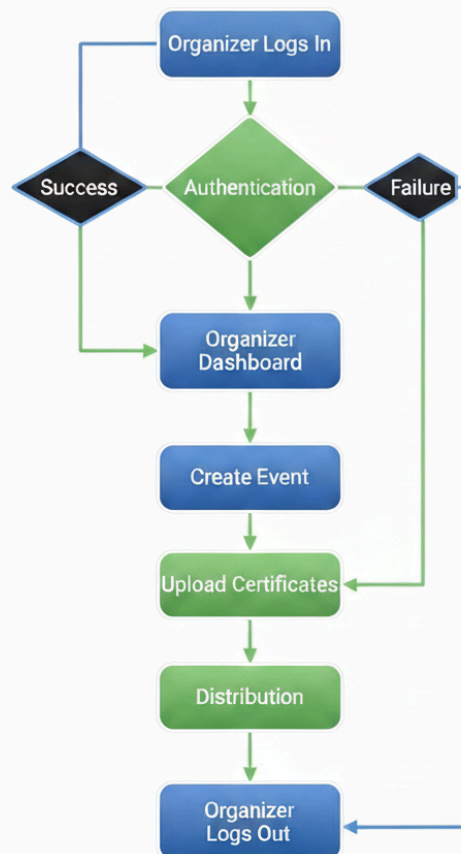 Organizer Logs In
Success
Authentication
Failure
Organizer
Dashboard
Create Event
Upload Certificates
Distribution
Organizer
Logs Out